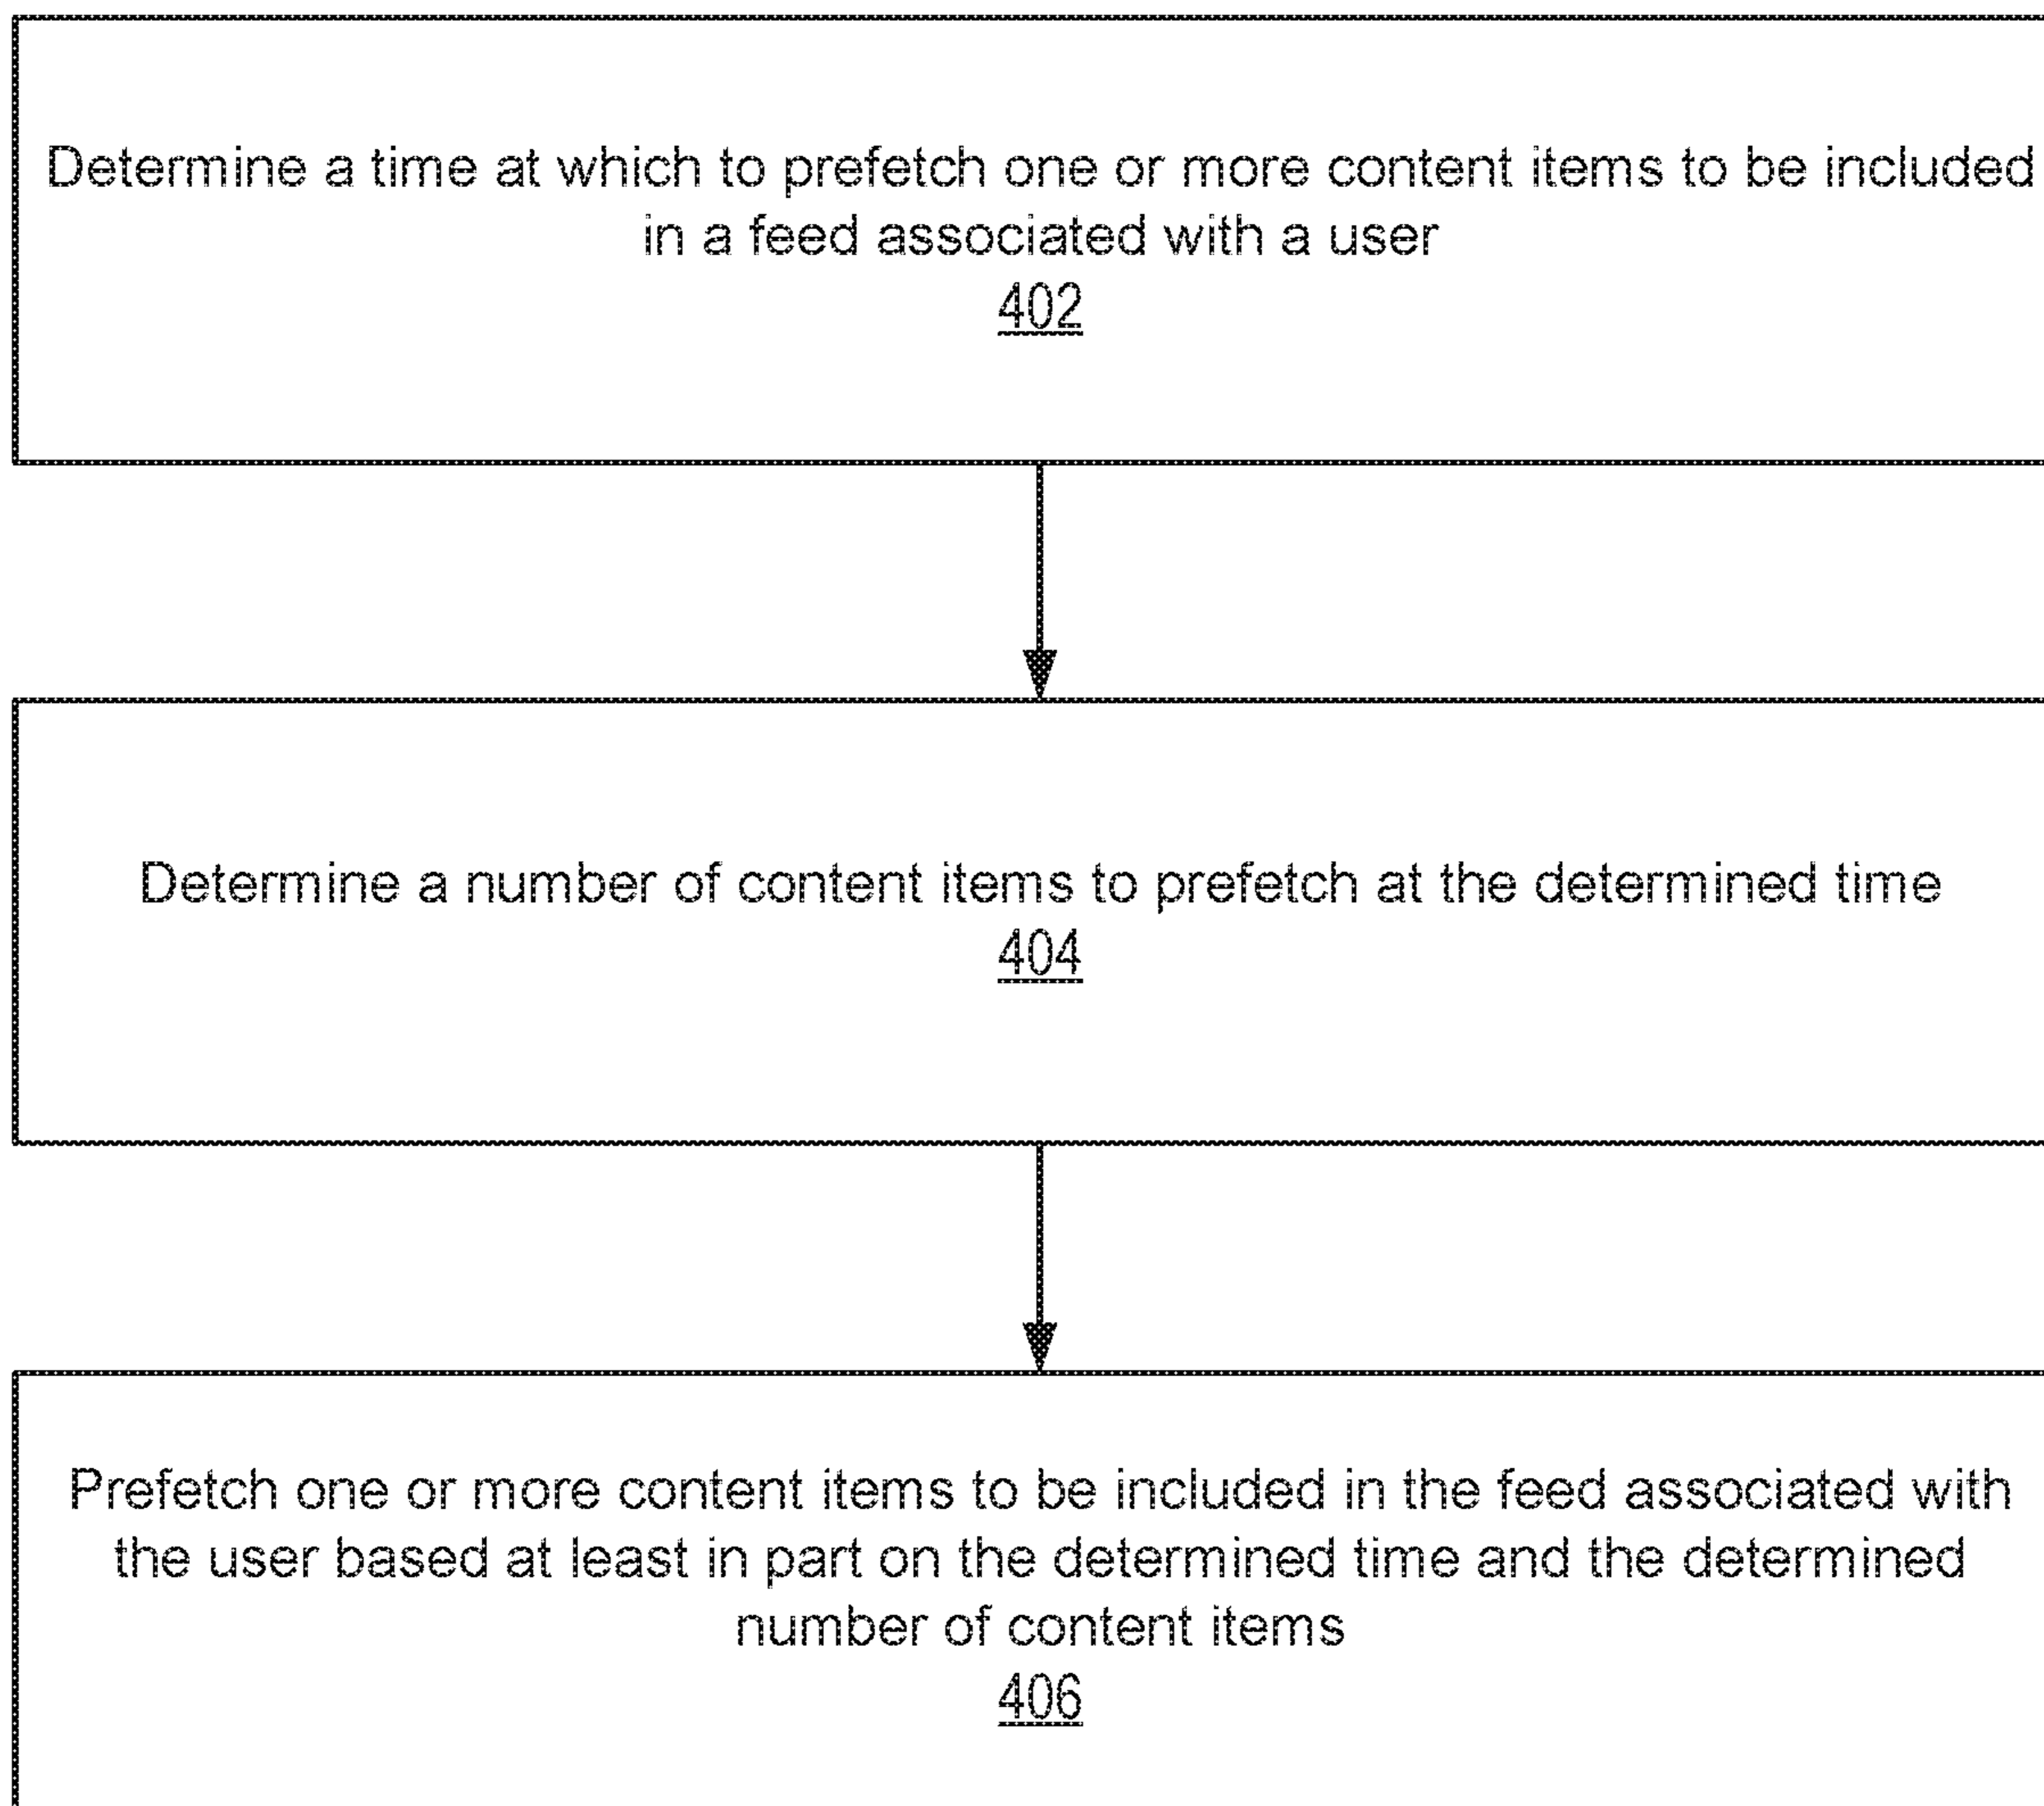 Determine a time at which to prefetch one or more content items to be included
in a feed associated with a user
402
Determine a number of content items to prefetch at the determined time
404
Prefetch one or more content items to be included in the feed associated with
the user based at least in part on the determined time and the determined
number of content items
406